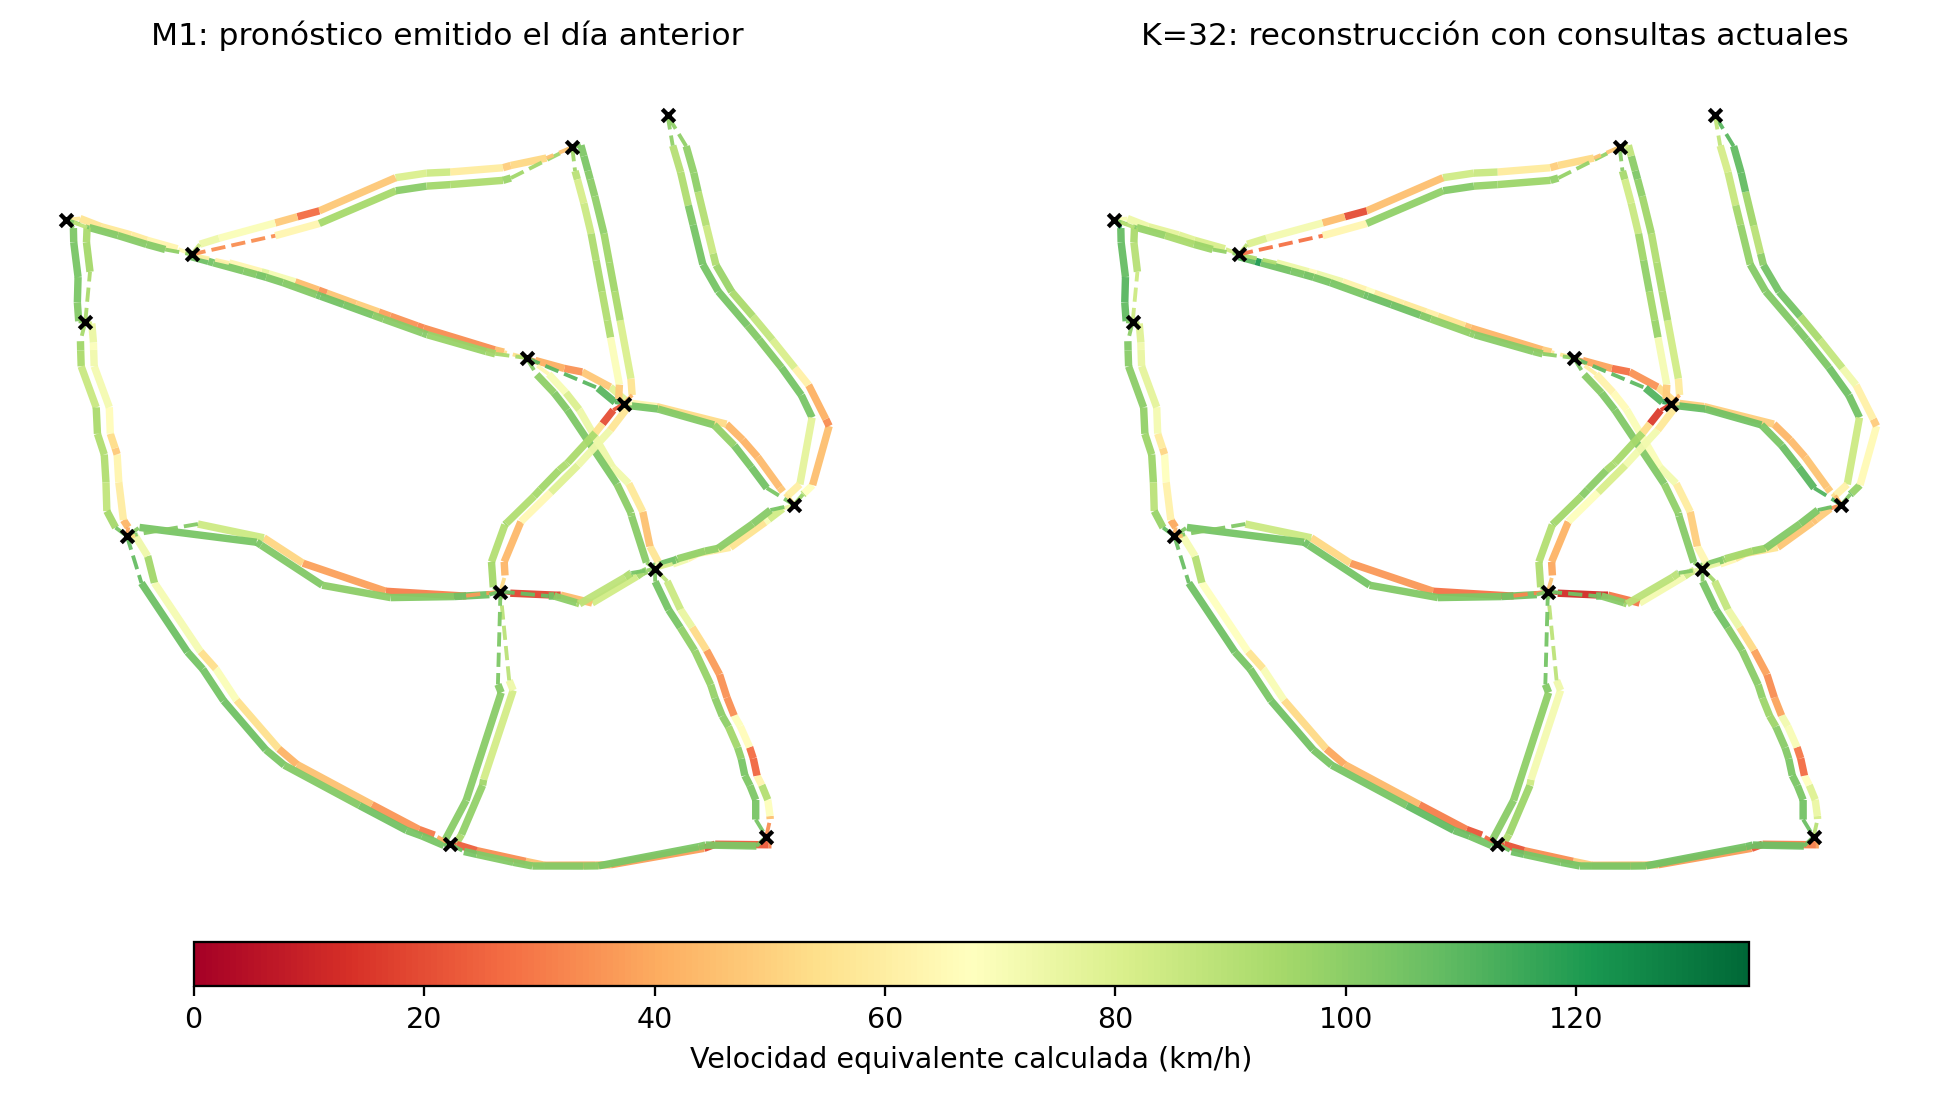 M1: pronóstico emitido el día anterior
K=32: reconstrucción con consultas actuales
0 20 40 60 80 100 120
Velocidad equivalente calculada (km/h)